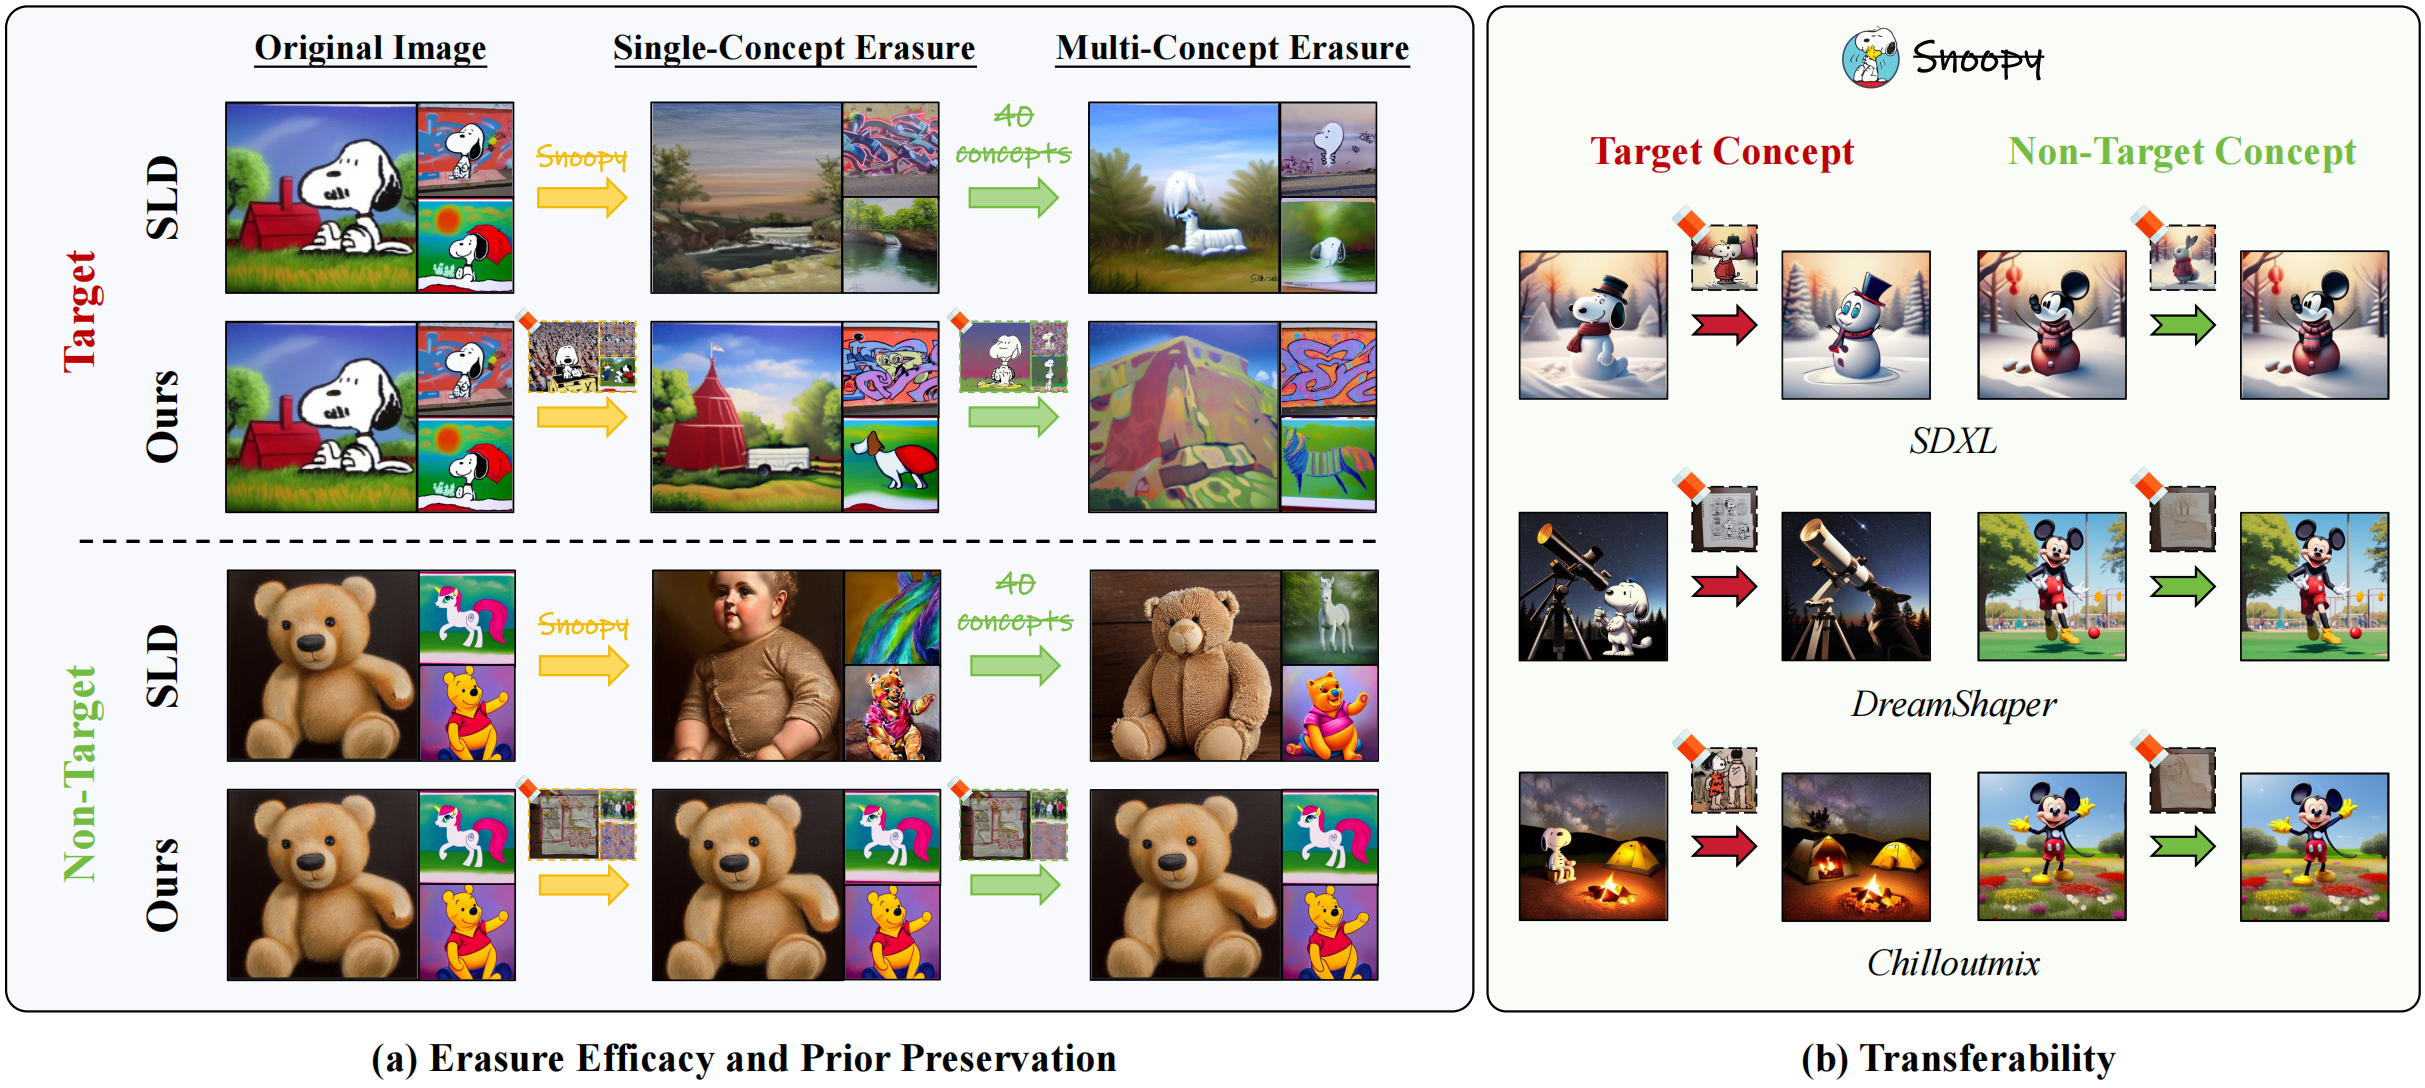 Original Image
Single-Concept Erasure
Multi-Concept Erasure
Target
SLD
Snoopy
40
concepts
Ours
Non-Target
SLD
Snoopy
40
concepts
Ours
(a) Erasure Efficacy and Prior Preservation
Snoopy
Target Concept
Non-Target Concept
SDXL
DreamShaper
Chilloutmix
(b) Transferability